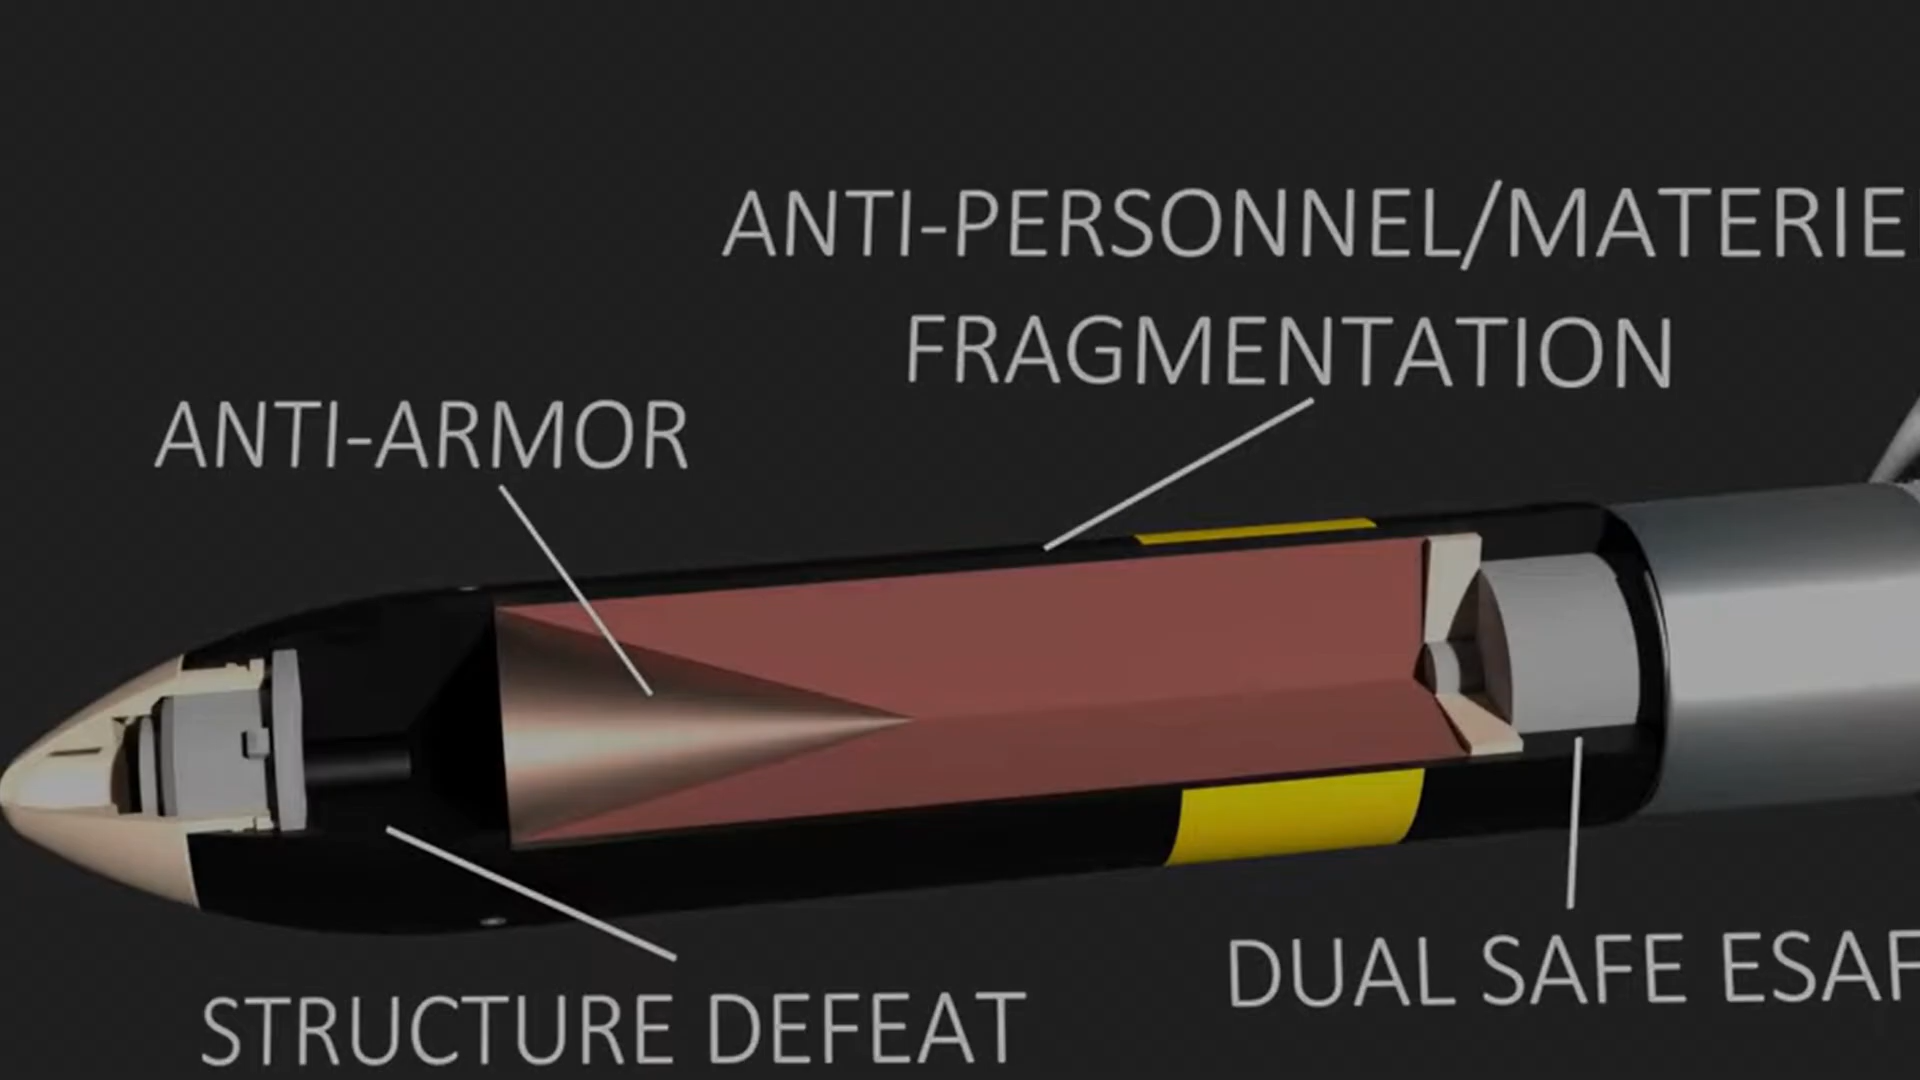 ANTI-PERSONNEL/MATERIE
FRAGMENTATION
ANTI-ARMOR
DUAL SAFE ESAF
STRUCTURE DEFEAT